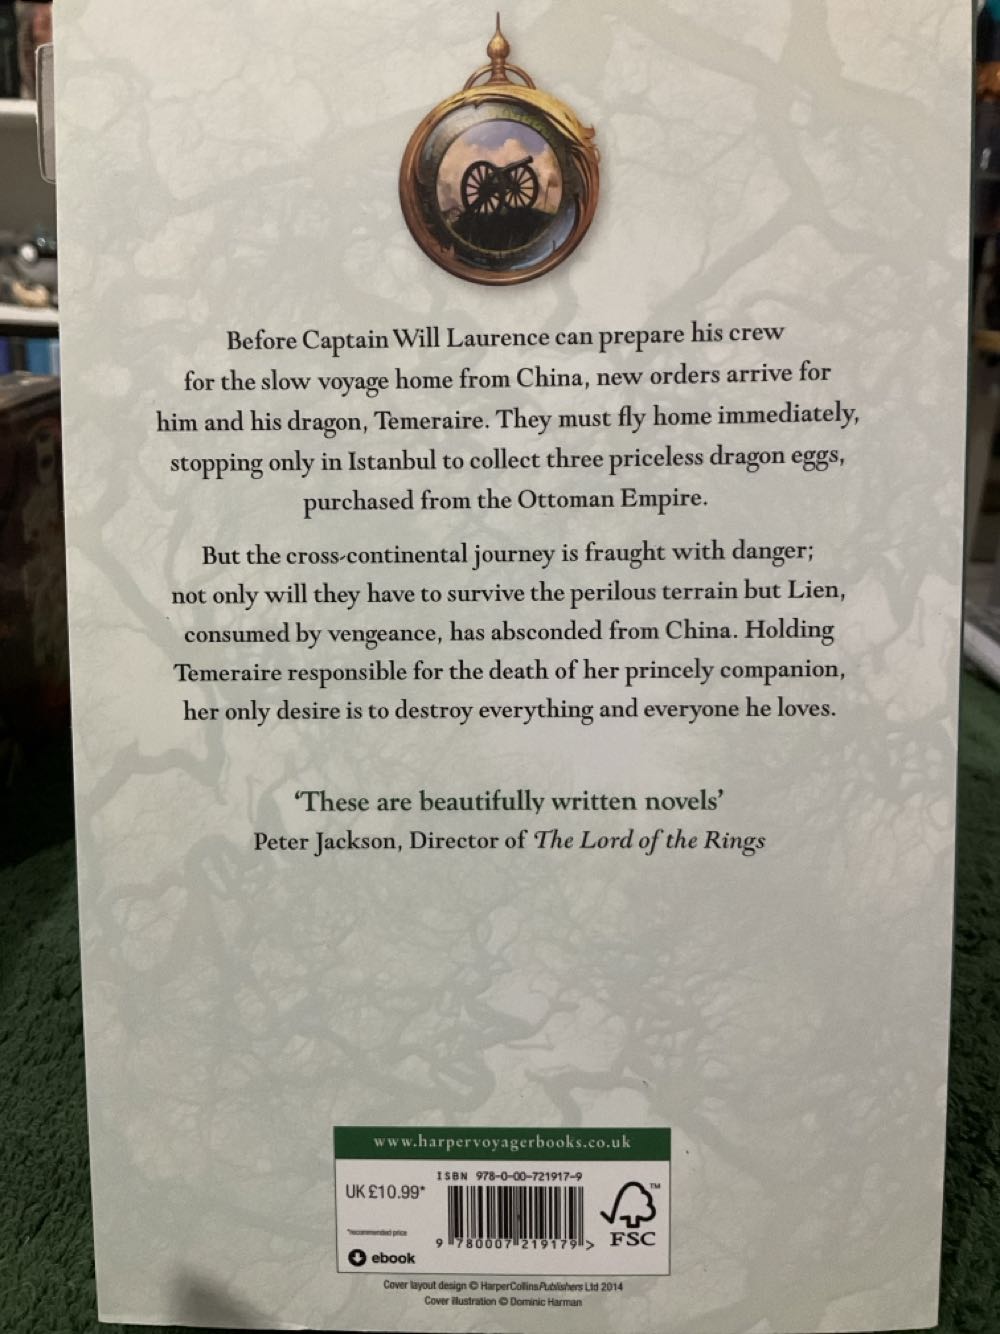 Before Captain Will Laurence can prepare his crew
for the slow voyage home from China, new orders arrive for
him and his dragon, Temeraire. They must fly home immediately,
stopping only in Istanbul to collect three priceless dragon eggs,
purchased from the Ottoman Empire.
But the cross-continental journey is fraught with danger;
not only will they have to survive the perilous terrain but Lien,
consumed by vengeance, has absconded from China. Holding
Temeraire responsible for the death of her princely companion,
her only desire is to destroy everything and everyone he loves.
‘These are beautifully written novels’
Peter Jackson, Director of The Lord of the Rings
www.harpervoyagerbooks.co.uk
ISBN 978-0-00-721917-9
UK £10.99*
*recommended price
ebook
9 780007 219179 >
TM
FSC
Cover layout design © HarperCollinsPublishers Ltd 2014
Cover illustration © Dominic Harman